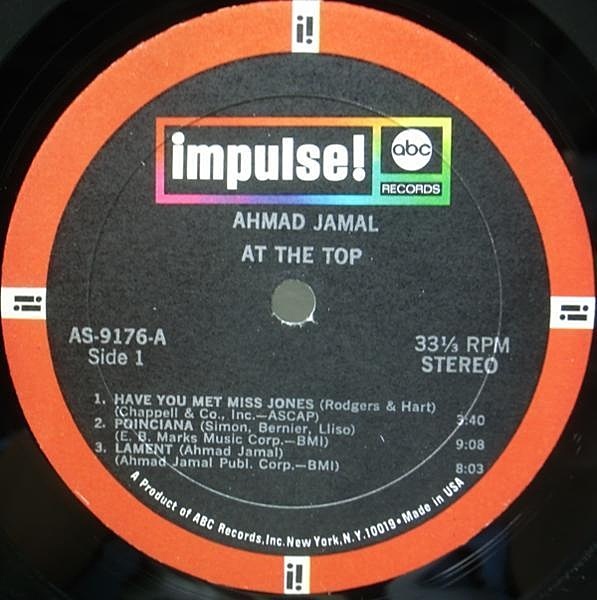 i!
impulse!
abc
RECORDS
AHMAD JAMAL
AT THE TOP
i!
i!
AS-9176-A
Side 1
33⅓ RPM
STEREO
1. HAVE YOU MET MISS JONES (Rodgers & Hart)
(Chappell & Co., Inc.—ASCAP) 3:40
2. POINCIANA (Simon, Bernier, Lliso)
(E. B. Marks Music Corp.—BMI) 9:08
3. LAMENT (Ahmad Jamal)
(Ahmad Jamal Publ. Corp.—BMI) 8:03
A Product of ABC Records, Inc. New York, N.Y. 10019 • Made in USA
i!